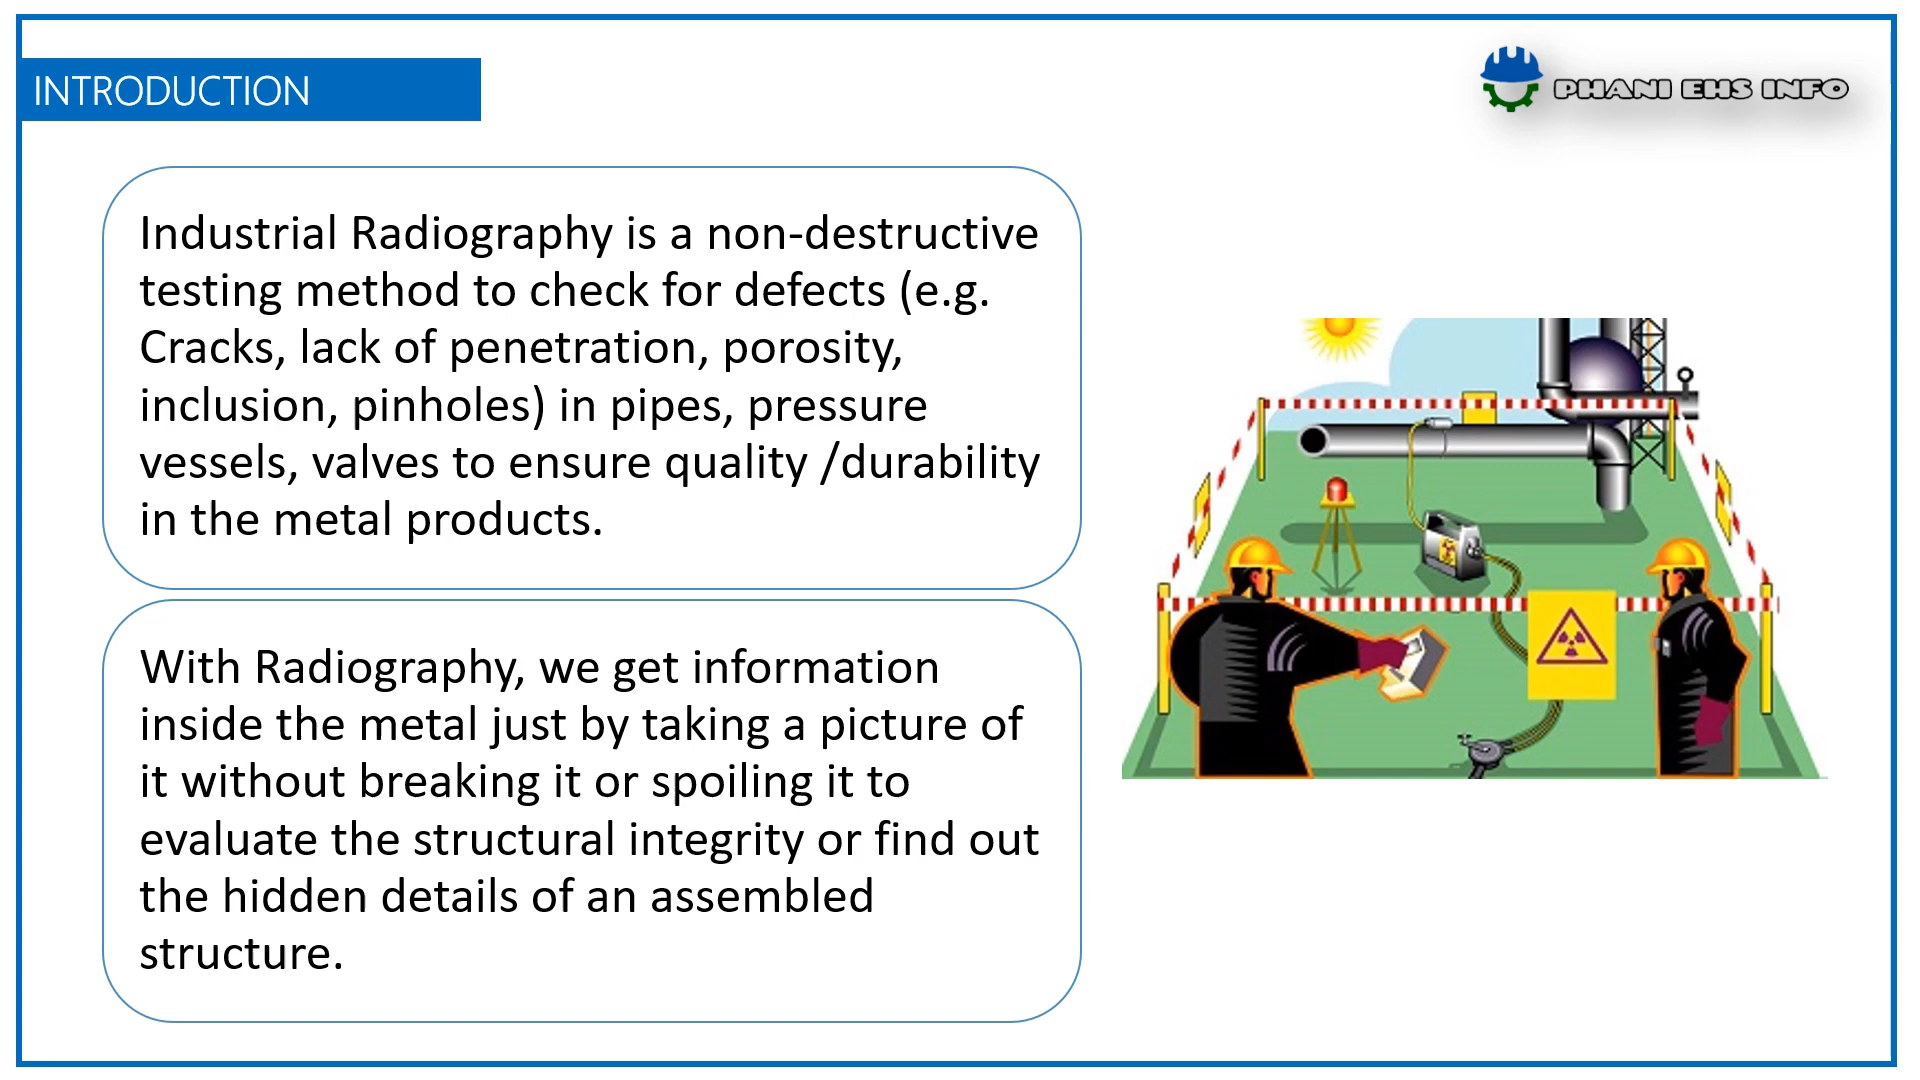 INTRODUCTION
PHANI EHS INFO
Industrial Radiography is a non-destructive
testing method to check for defects (e.g.
Cracks, lack of penetration, porosity,
inclusion, pinholes) in pipes, pressure
vessels, valves to ensure quality /durability
in the metal products.
With Radiography, we get information
inside the metal just by taking a picture of
it without breaking it or spoiling it to
evaluate the structural integrity or find out
the hidden details of an assembled
structure.